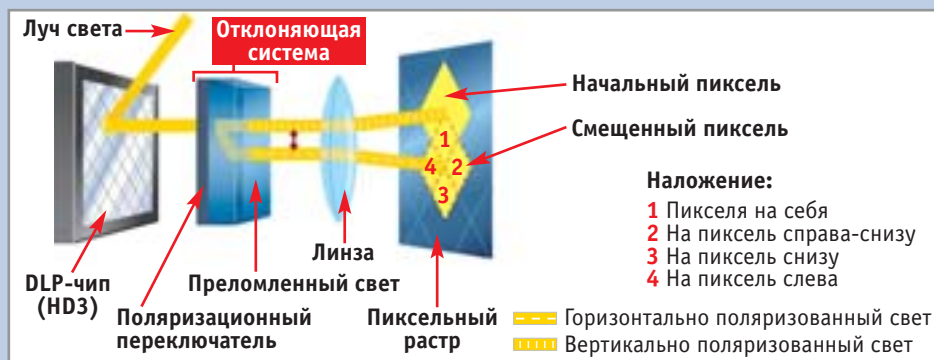 Луч света
Отклоняющая
система
Начальный пиксель
Смещенный пиксель
1
4 2
3
Наложение:
1 Пикселя на себя
2 На пиксель справа-снизу
3 На пиксель снизу
4 На пиксель слева
Линза
DLP-чип
(HD3)
Преломленный свет
Поляризационный
переключатель
Пиксельный
растр
Горизонтально поляризованный свет
Вертикально поляризованный свет